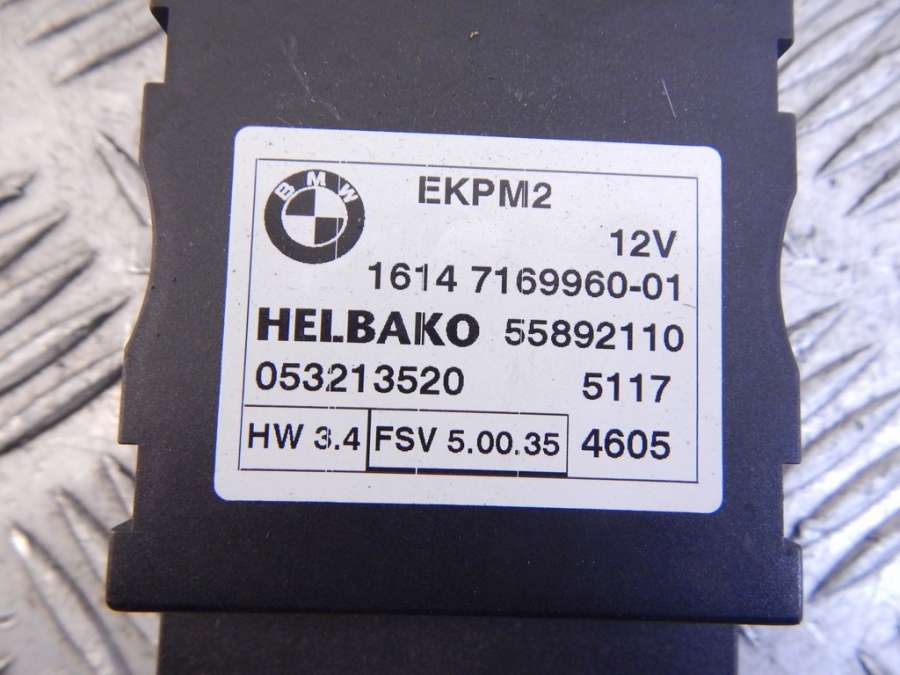 BMW
EKPM2
12V
1614 7169960-01
HELBAKO 55892110
053213520 5117
HW 3.4 FSV 5.00.35 4605